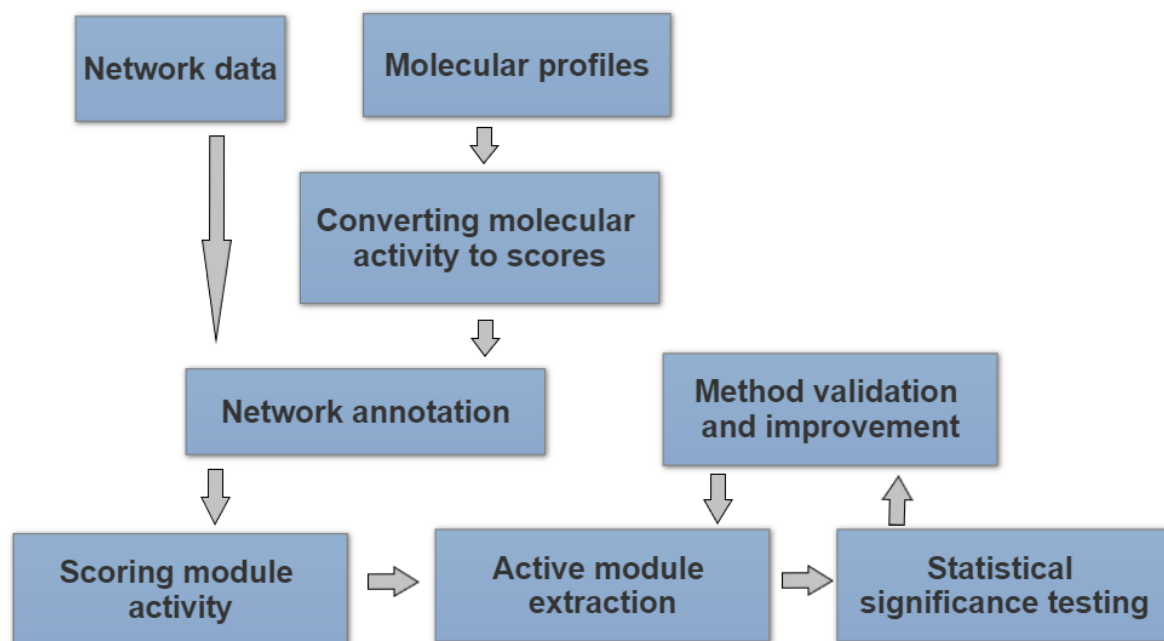 Network data
Molecular profiles
Converting molecular
activity to scores
Network annotation
Method validation
and improvement
Scoring module
activity
Active module
extraction
Statistical
significance testing